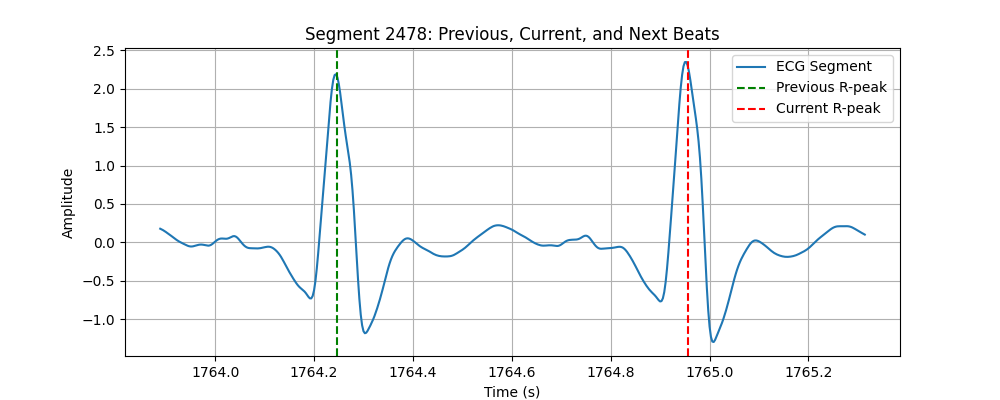 Segment 2478: Previous, Current, and Next Beats
2.5
2.0
1.5
1.0
0.5
0.0
−0.5
−1.0
Amplitude
ECG Segment
Previous R-peak
Current R-peak
1764.0 1764.2 1764.4 1764.6 1764.8 1765.0 1765.2
Time (s)